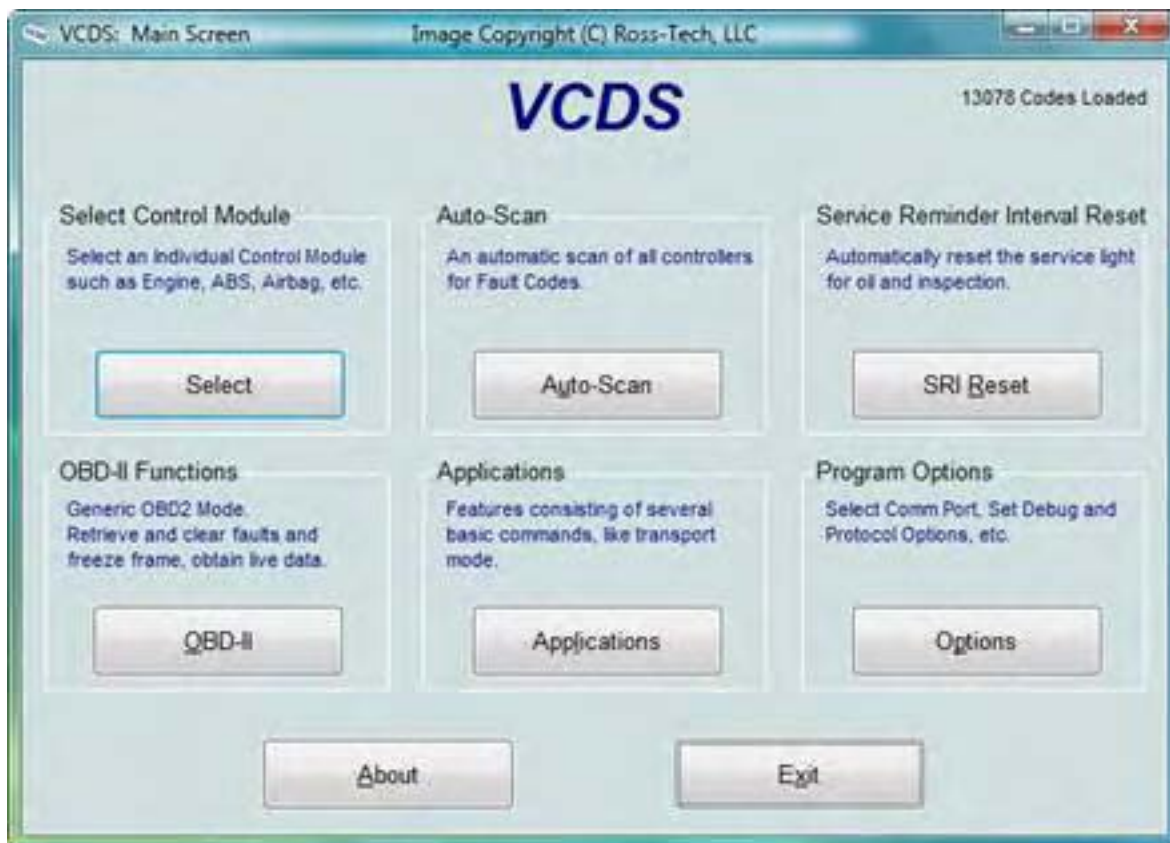 VCDS: Main Screen
Image Copyright (C) Ross-Tech, LLC
VCDS
13078 Codes Loaded
Select Control Module
Select an Individual Control Module
such as Engine, ABS, Airbag, etc.
Select
Auto-Scan
An automatic scan of all controllers
for Fault Codes.
Auto-Scan
Service Reminder Interval Reset
Automatically reset the service light
for oil and inspection.
SRI Reset
OBD-II Functions
Generic OBD2 Mode.
Retrieve and clear faults and
freeze frame, obtain live data.
OBD-II
Applications
Features consisting of several
basic commands, like transport
mode.
Applications
Program Options
Select Comm Port, Set Debug and
Protocol Options, etc.
Options
About
Exit